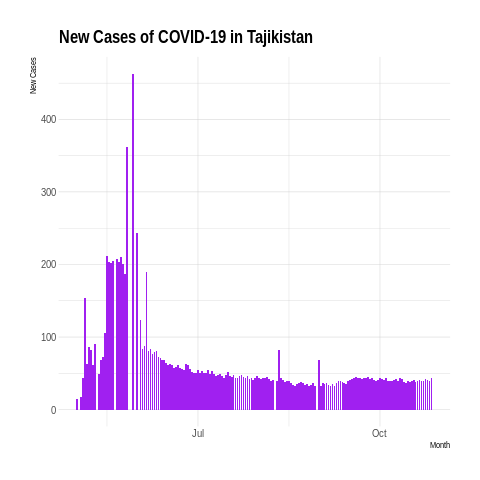 New Cases of COVID-19 in Tajikistan
New Cases
400
300
200
100
0
Jul
Oct
Month